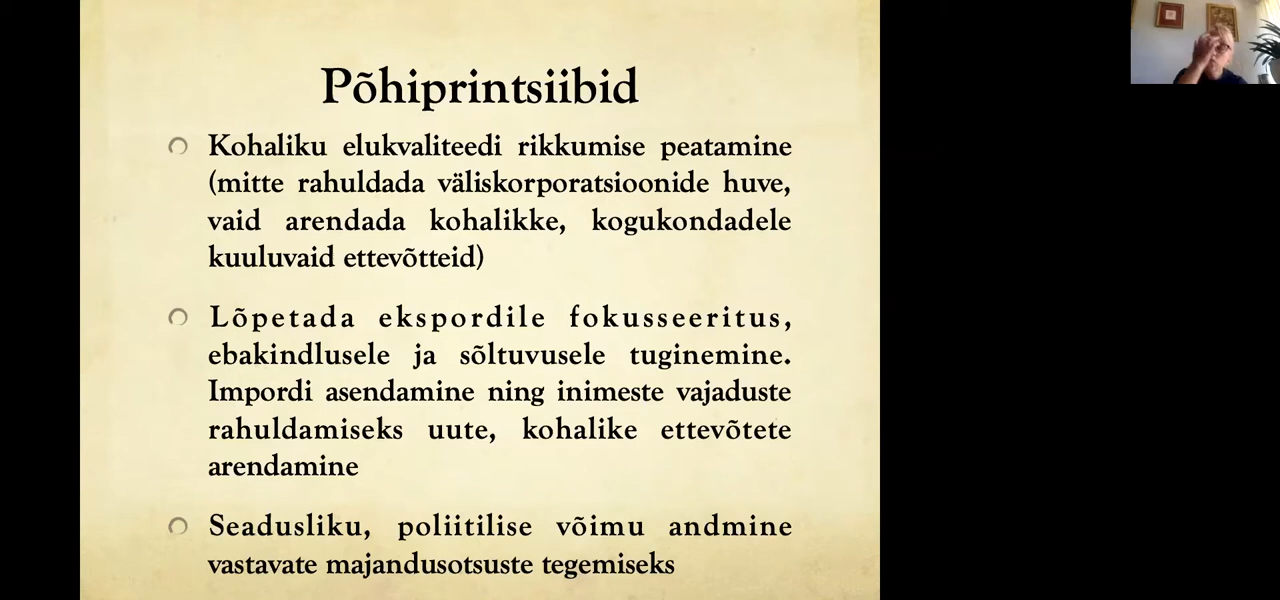 Põhiprintsiibid
Kohaliku elukvaliteedi rikkumise peatamine
(mitte rahuldada väliskorporatsioonide huve,
vaid arendada kohalikke, kogukondadele
kuuluvaid ettevõtteid)
Lõpetada ekspordile fokusseeritus,
ebakindlusele ja sõltuvusele tuginemine.
Impordi asendamine ning inimeste vajaduste
rahuldamiseks uute, kohalike ettevõtete
arendamine
Seadusliku, poliitilise võimu andmine
vastavate majandusotsuste tegemiseks